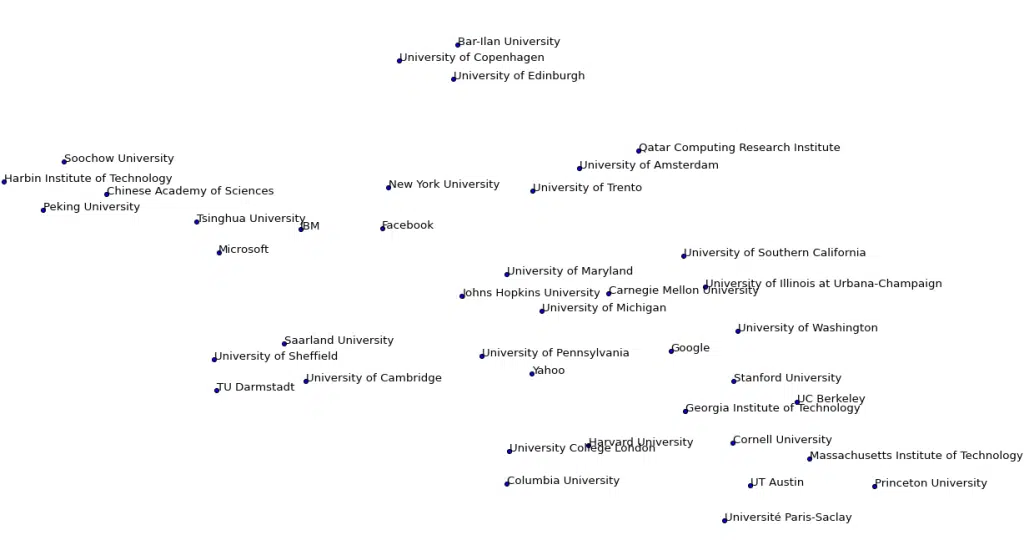 Bar-Ilan University
University of Copenhagen
University of Edinburgh
Qatar Computing Research Institute
Soochow University
University of Amsterdam
Harbin Institute of Technology
New York University
University of Trento
Chinese Academy of Sciences
Peking University
Tsinghua University
IBM
Facebook
Microsoft
University of Southern California
University of Maryland
University of Illinois at Urbana-Champaign
Johns Hopkins University
Carnegie Mellon University
University of Michigan
University of Washington
Saarland University
Google
University of Sheffield
University of Pennsylvania
Yahoo
University of Cambridge
Stanford University
TU Darmstadt
UC Berkeley
Georgia Institute of Technology
Cornell University
Harvard University
University College London
Massachusetts Institute of Technology
Columbia University
UT Austin
Princeton University
Université Paris-Saclay